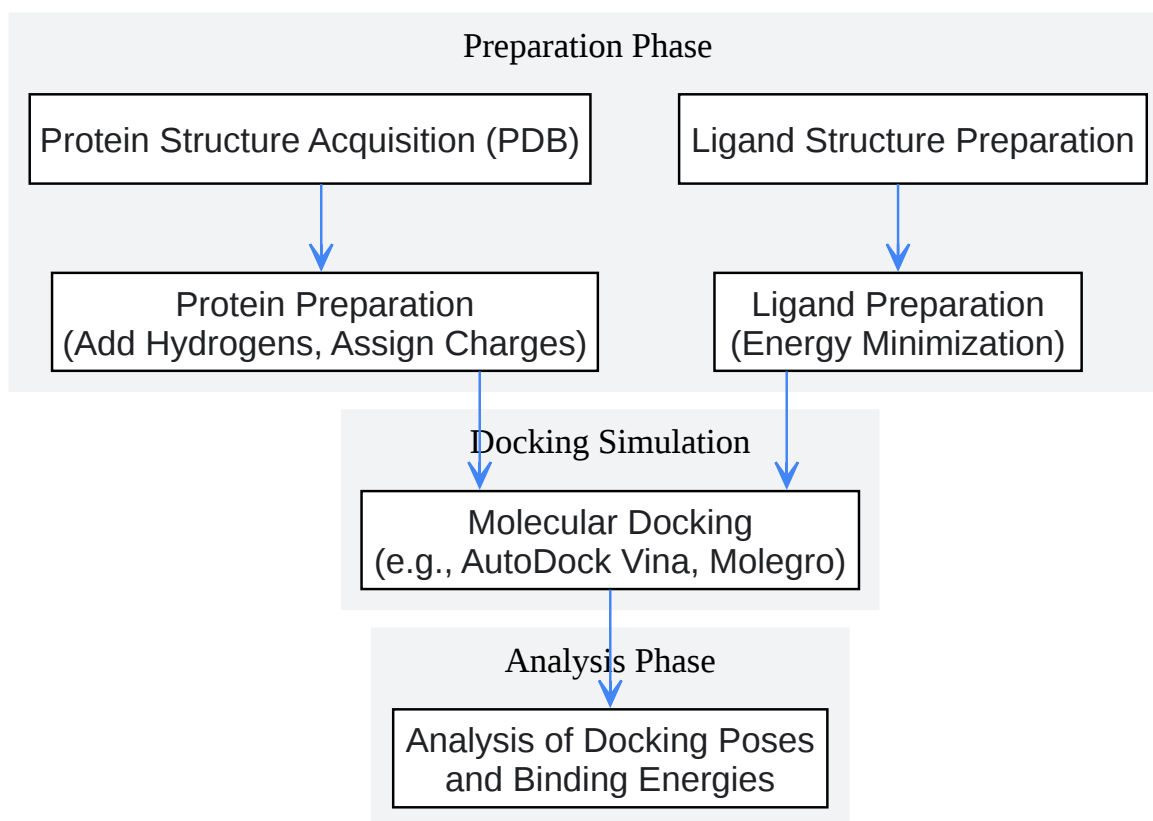 Preparation Phase
Protein Structure Acquisition (PDB)
Ligand Structure Preparation
Protein Preparation
(Add Hydrogens, Assign Charges)
Ligand Preparation
(Energy Minimization)
Docking Simulation
Molecular Docking
(e.g., AutoDock Vina, Molegro)
Analysis Phase
Analysis of Docking Poses
and Binding Energies